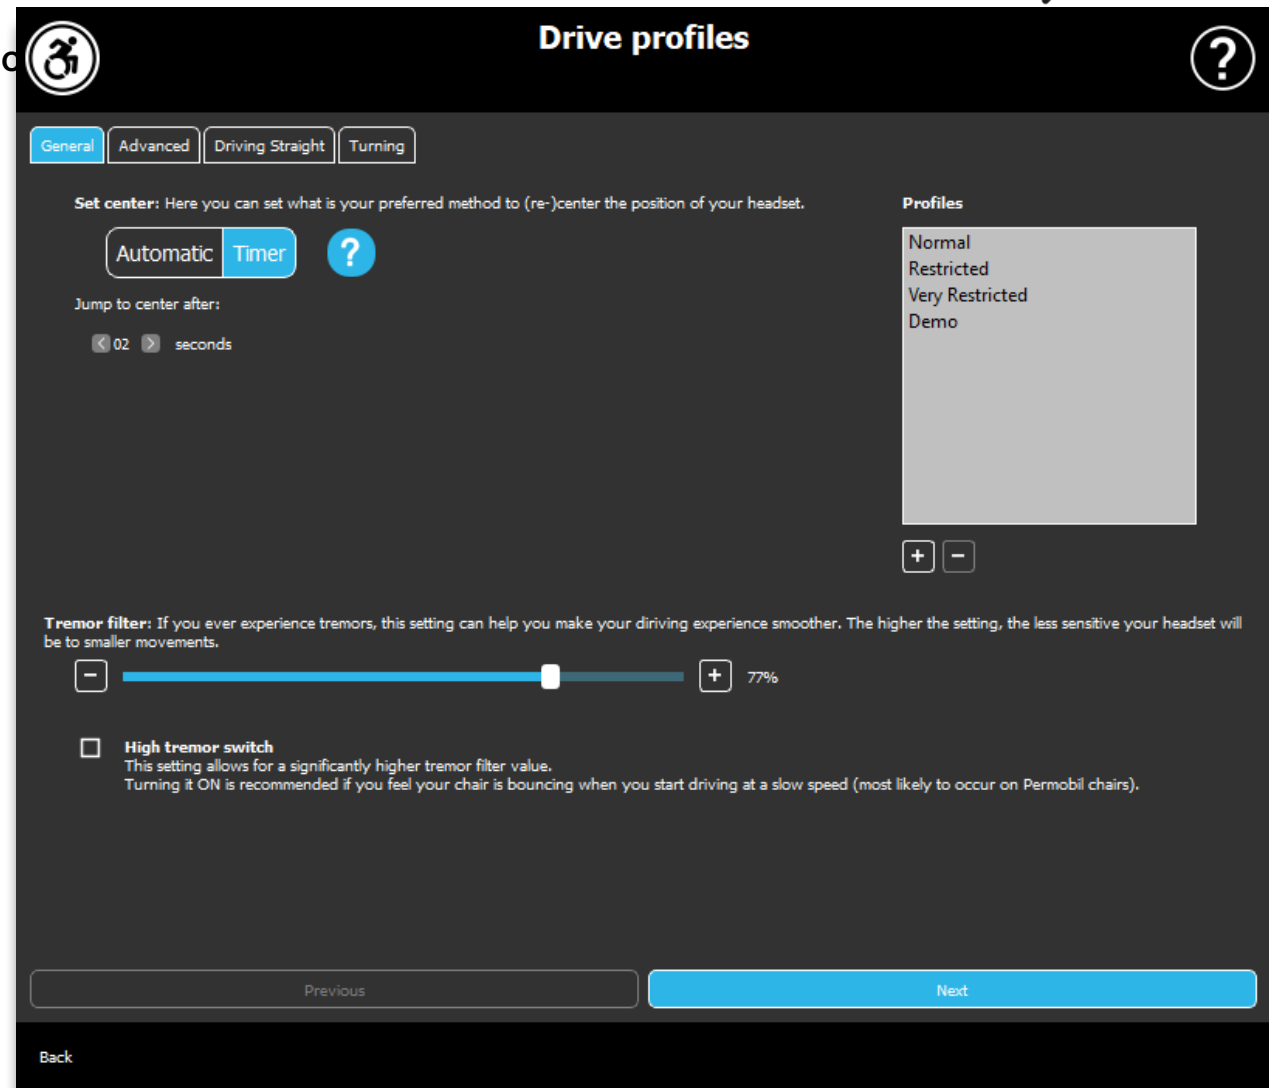 Drive profiles
?
General Advanced Driving Straight Turning
Set center: Here you can set what is your preferred method to (re-)center the position of your headset.
Automatic Timer ?
Jump to center after:
< 02 > seconds
Profiles
Normal
Restricted
Very Restricted
Demo
+ −
Tremor filter: If you ever experience tremors, this setting can help you make your diriving experience smoother. The higher the setting, the less sensitive your headset will
be to smaller movements.
− + 77%
High tremor switch
This setting allows for a significantly higher tremor filter value.
Turning it ON is recommended if you feel your chair is bouncing when you start driving at a slow speed (most likely to occur on Permobil chairs).
Previous Next
Back